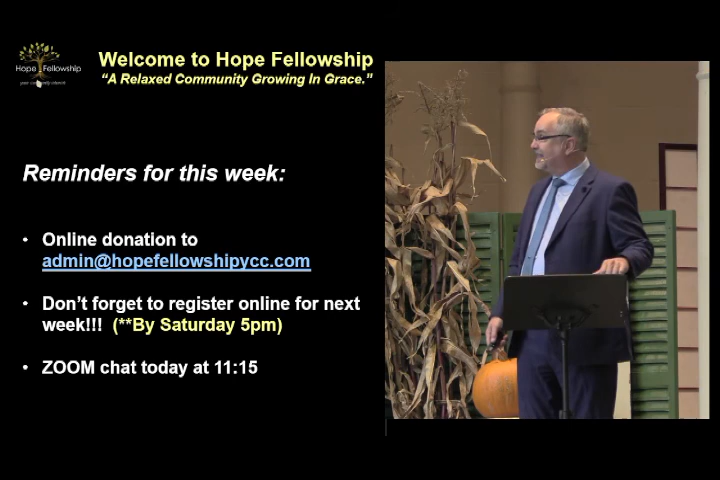 Hope Fellowship
Welcome to Hope Fellowship
“A Relaxed Community Growing In Grace.”
Reminders for this week:
• Online donation to
admin@hopefellowshipycc.com
• Don’t forget to register online for next
week!!! (**By Saturday 5pm)
• ZOOM chat today at 11:15